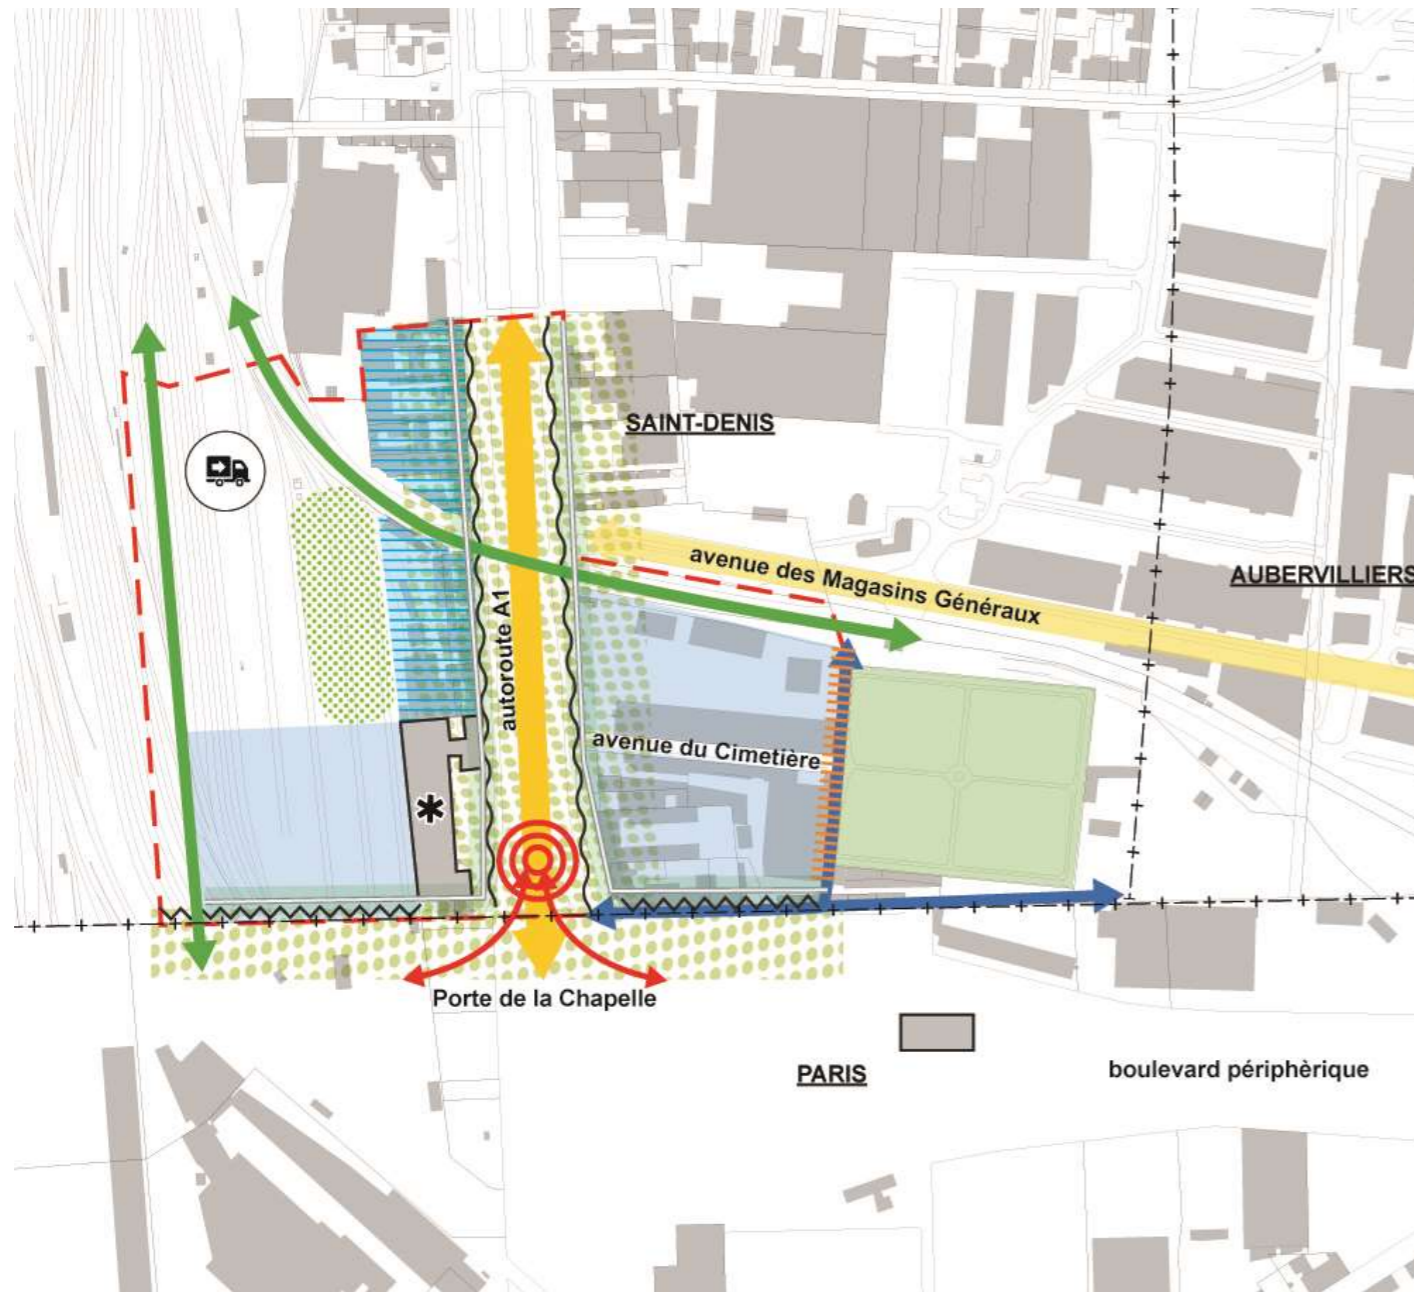 SAINT-DENIS
avenue des Magasins Généraux
AUBERVILLIERS
autoroute A1
avenue du Cimetière
Porte de la Chapelle
PARIS
boulevard périphèrique